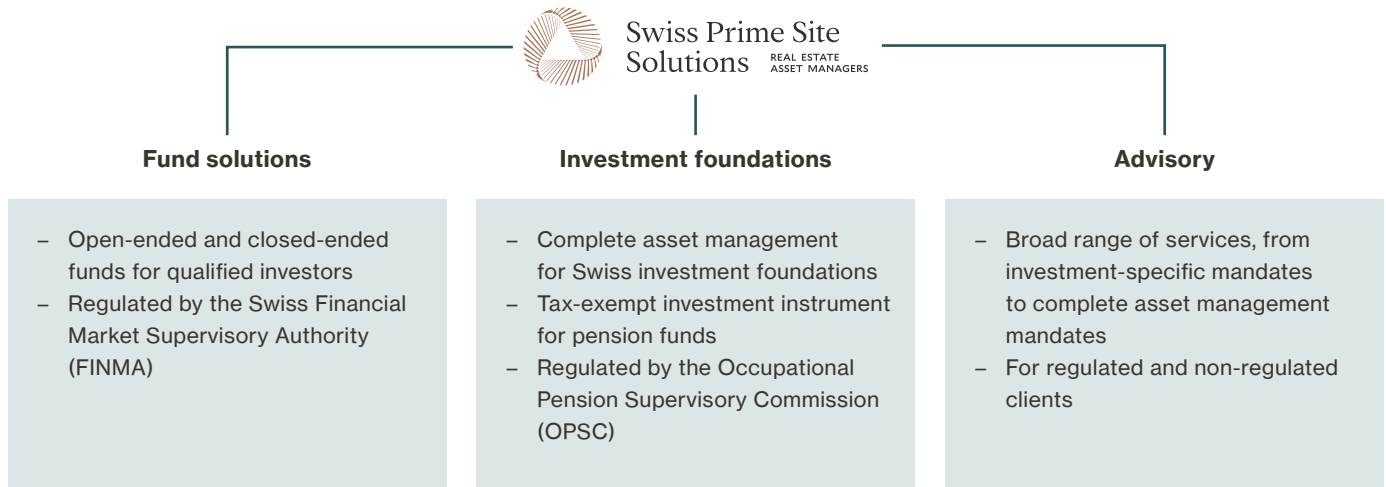 Swiss Prime Site
Solutions
REAL ESTATE
ASSET MANAGERS
Fund solutions
– Open-ended and closed-ended
funds for qualified investors
– Regulated by the Swiss Financial
Market Supervisory Authority
(FINMA)
Investment foundations
– Complete asset management
for Swiss investment foundations
– Tax-exempt investment instrument
for pension funds
– Regulated by the Occupational
Pension Supervisory Commission
(OPSC)
Advisory
– Broad range of services, from
investment-specific mandates
to complete asset management
mandates
– For regulated and non-regulated
clients